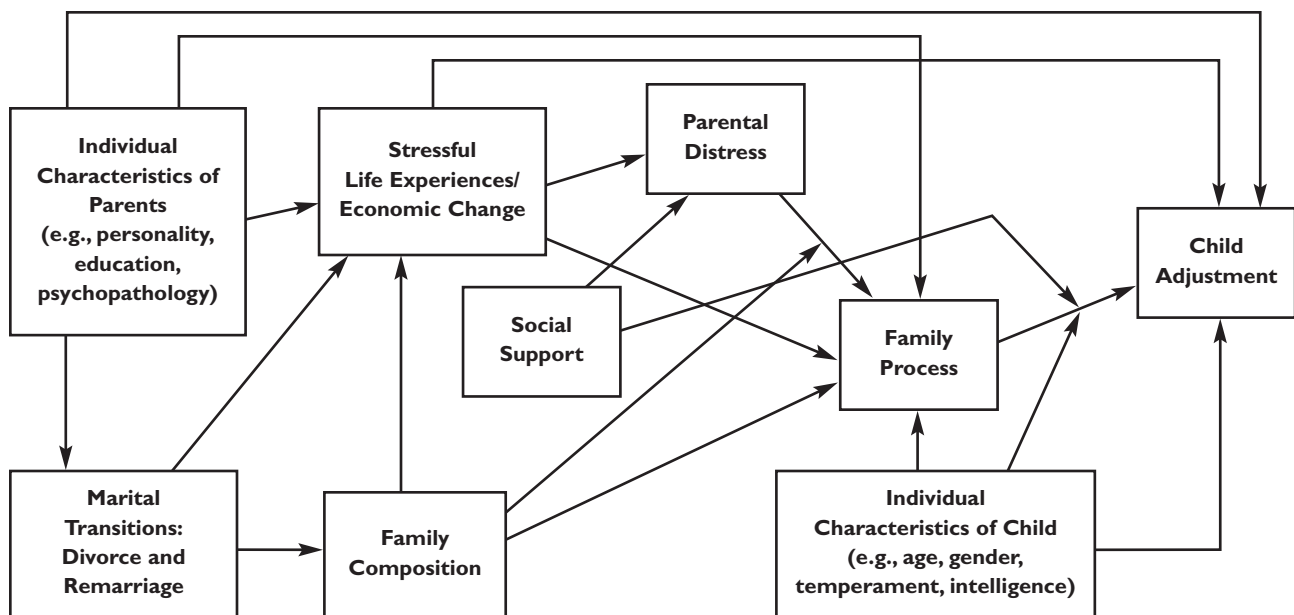 Individual
Characteristics of
Parents
(e.g., personality,
education,
psychopathology)
Stressful
Life Experiences/
Economic Change
Parental
Distress
Social
Support
Family
Process
Child
Adjustment
Marital
Transitions:
Divorce and
Remarriage
Family
Composition
Individual
Characteristics of Child
(e.g., age, gender,
temperament, intelligence)